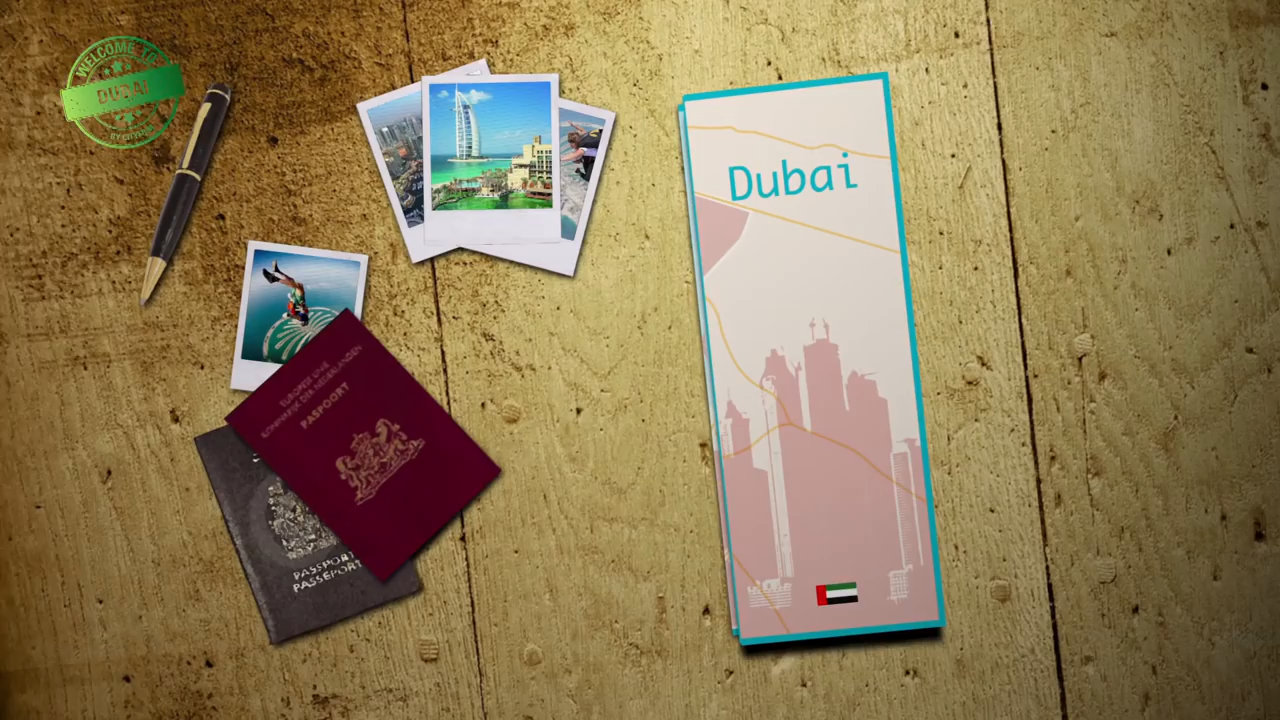 WELCOME TO
DUBAI
Dubai
EUROPESE UNIE
KONINKRIJK DER NEDERLANDEN
PASPOORT
PASSPORT
PASSEPORT